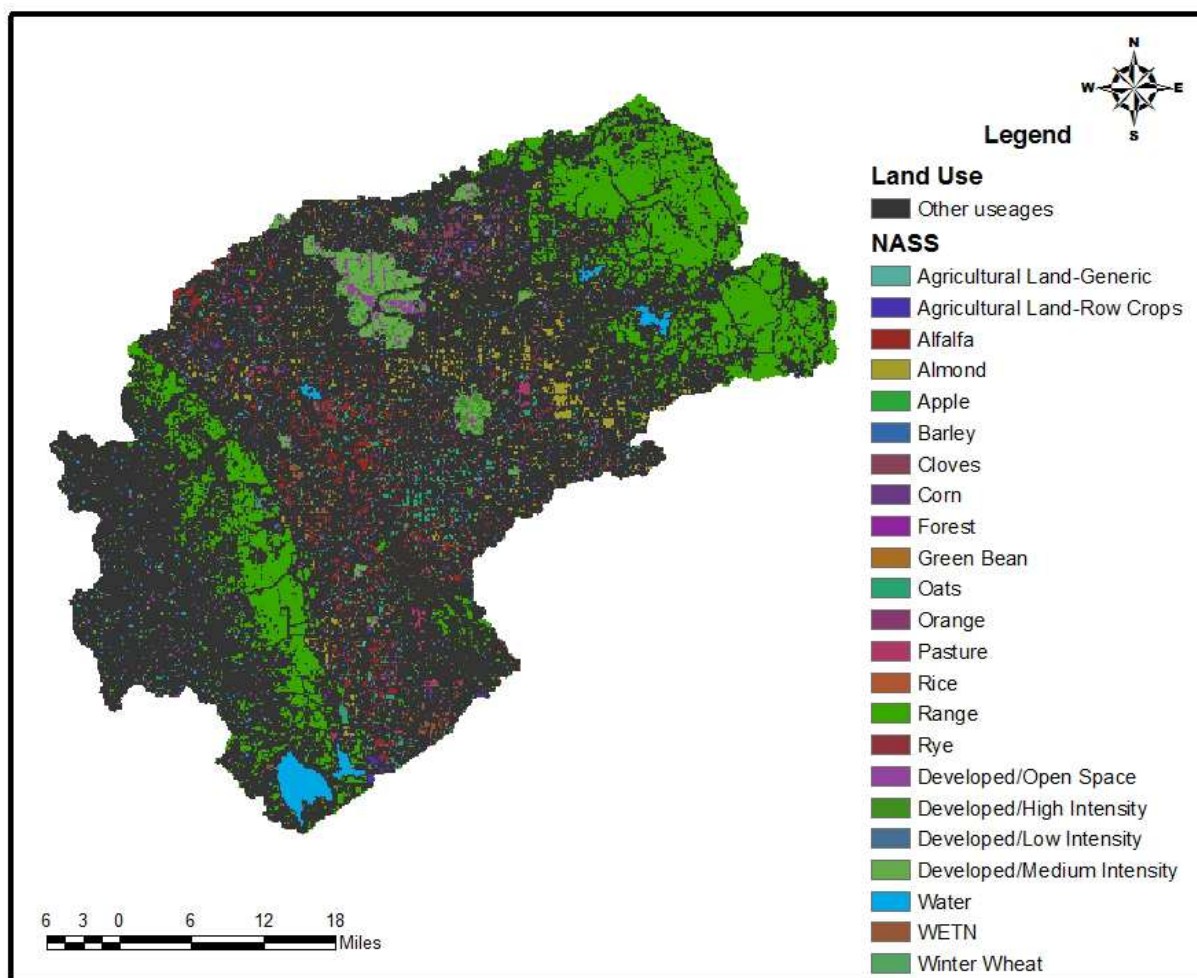 N
W E
S
Legend
Land Use
Other useages
NASS
Agricultural Land-Generic
Agricultural Land-Row Crops
Alfalfa
Almond
Apple
Barley
Cloves
Corn
Forest
Green Bean
Oats
Orange
Pasture
Rice
Range
Rye
Developed/Open Space
Developed/High Intensity
Developed/Low Intensity
Developed/Medium Intensity
Water
WETN
Winter Wheat
6 3 0 6 12 18
Miles